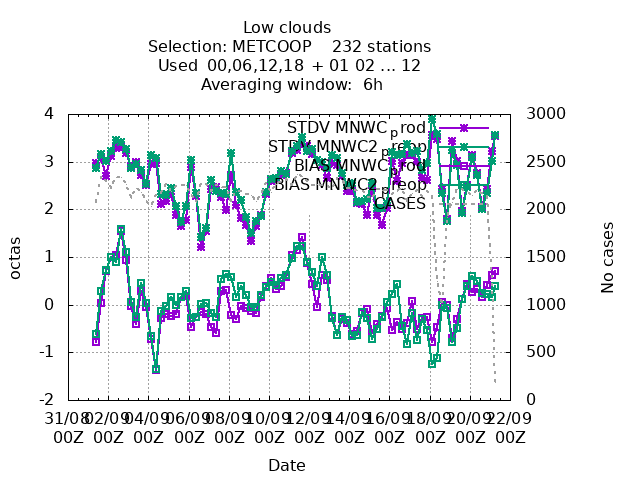 Low clouds
Selection: METCOOP 232 stations
Used 00,06,12,18 + 01 02 ... 12
Averaging window: 6h
4
3
2
1
0
-1
-2
3000
2500
2000
1500
1000
500
0
octas
No cases
STDV MNWCprod
STDV MNWC2preop
BIAS MNWCprod
BIAS MNWC2preop
CASES
31/08 02/09 04/09 06/09 08/09 10/09 12/09 14/09 16/09 18/09 20/09 22/09
00Z 00Z 00Z 00Z 00Z 00Z 00Z 00Z 00Z 00Z 00Z 00Z
Date